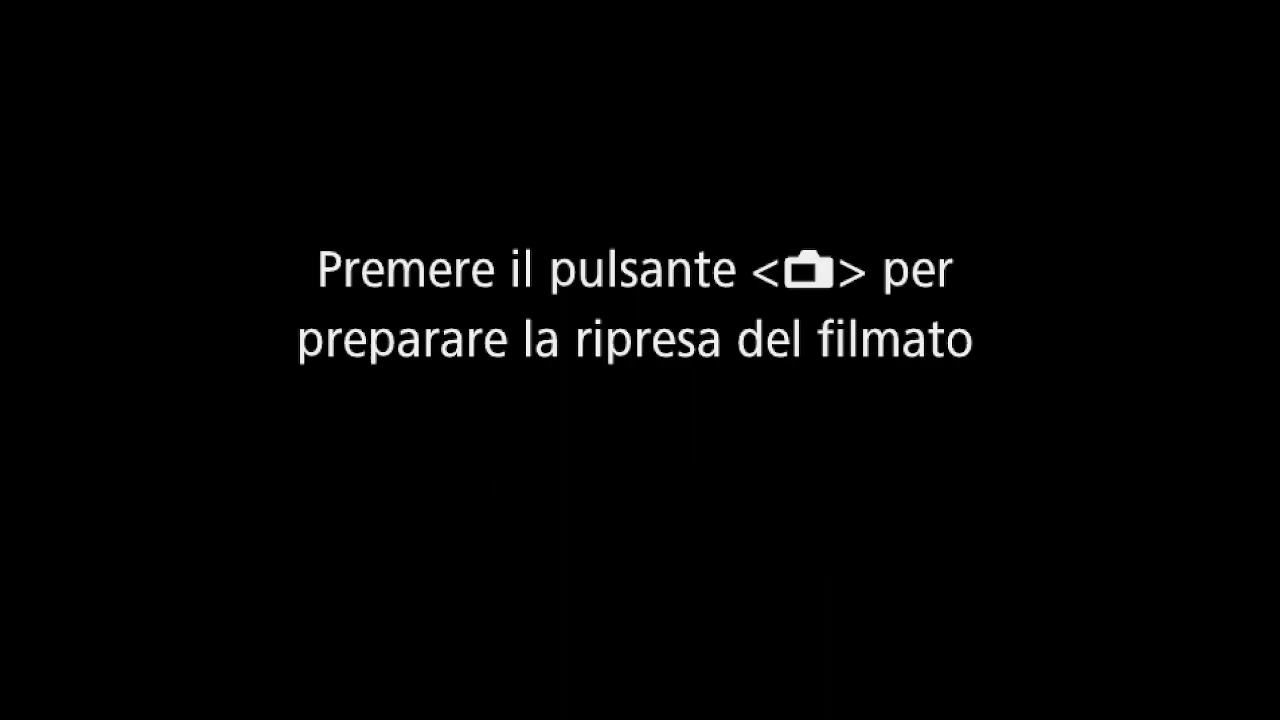 Premere il pulsante <📷> per
preparare la ripresa del filmato